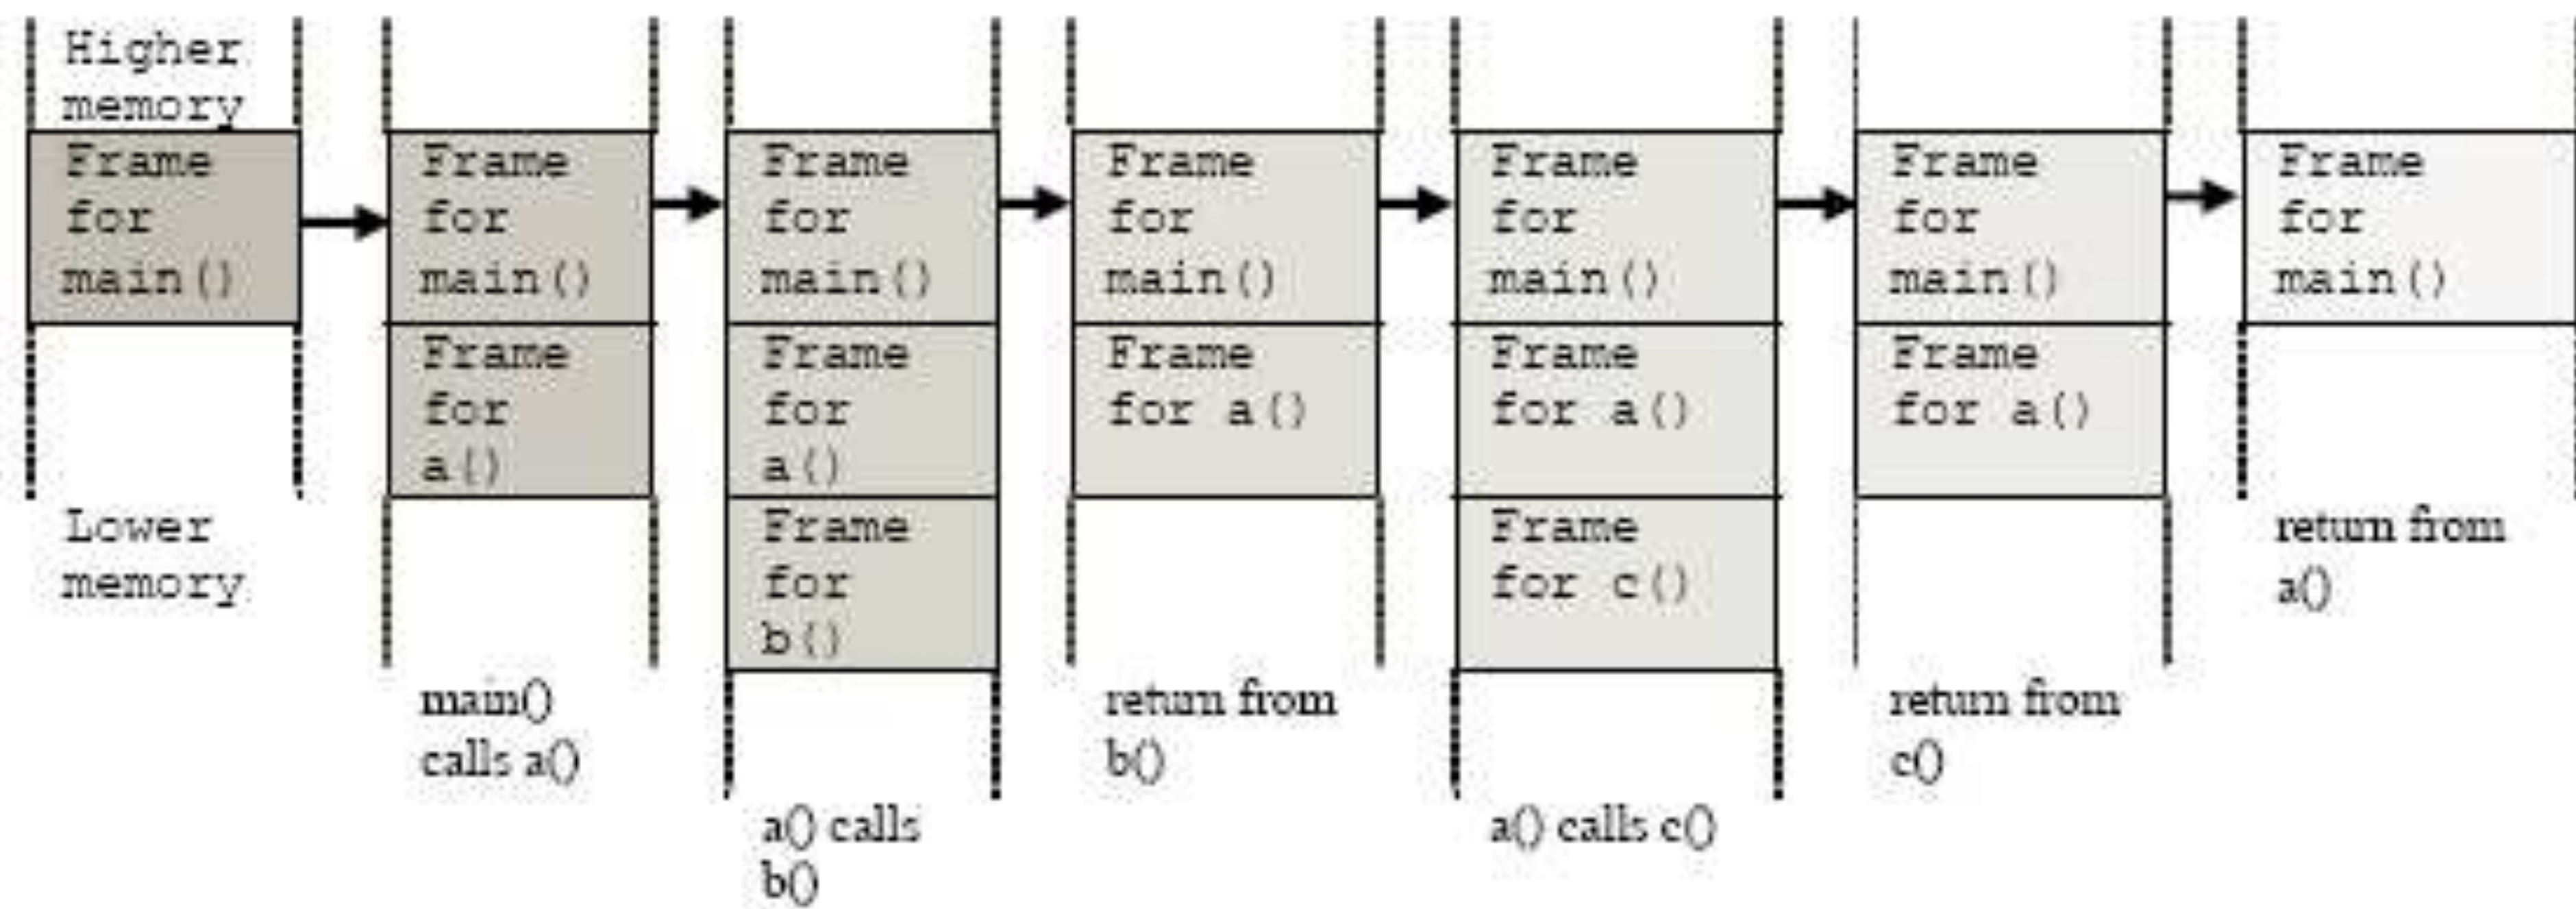 Higher
memory
Frame
for
main()
Lower
memory
Frame
for
main()
Frame
for
a()
main()
calls a()
Frame
for
main()
Frame
for
a()
Frame
for
b()
a() calls
b()
Frame
for
main()
Frame
for a()
return from
b()
Frame
for
main()
Frame
for a()
Frame
for c()
a() calls c()
Frame
for
main()
Frame
for a()
return from
c()
Frame
for
main()
return from
a()